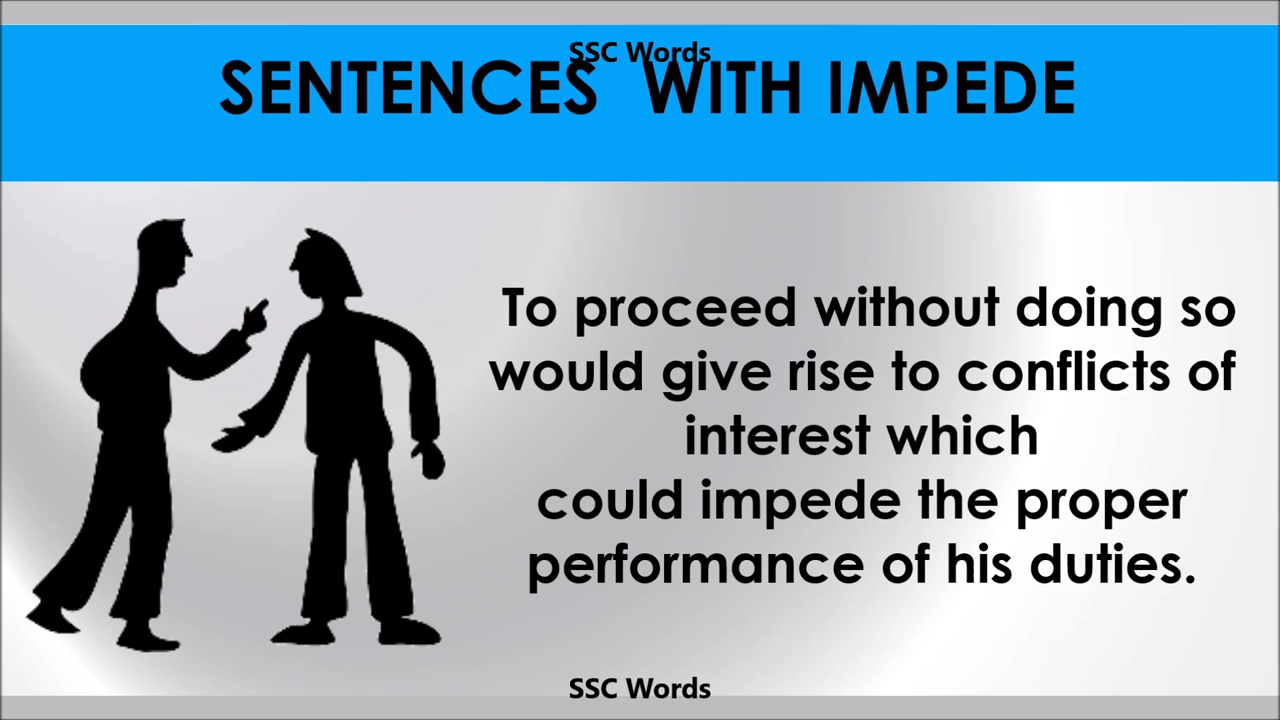 SSC Words
SENTENCES WITH IMPEDE
To proceed without doing so
would give rise to conflicts of
interest which
could impede the proper
performance of his duties.
SSC Words